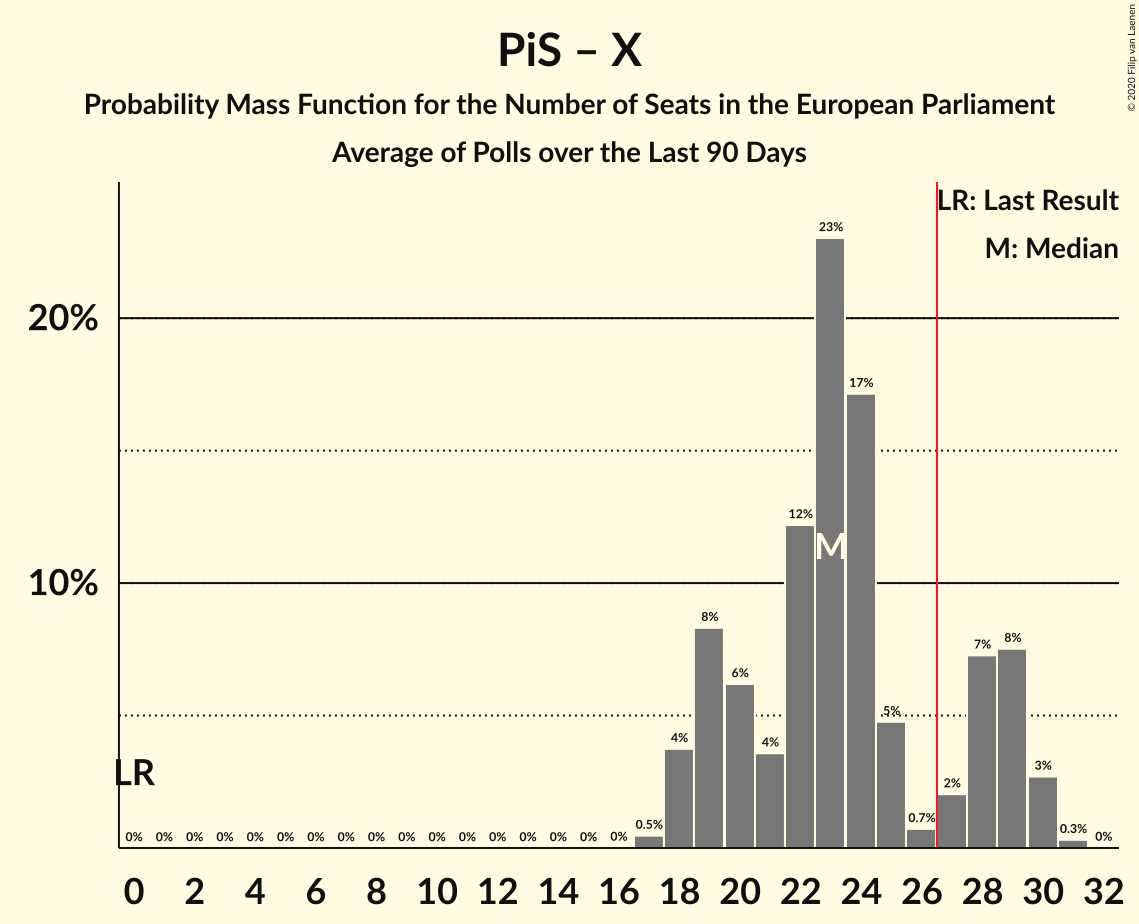 PiS – X
Probability Mass Function for the Number of Seats in the European Parliament
Average of Polls over the Last 90 Days
© 2020 Filip van Laenen
LR: Last Result
M: Median
20%
10%
LR
M
0% 0% 0% 0% 0% 0% 0% 0% 0% 0% 0% 0% 0% 0% 0% 0% 0% 0.5% 4% 8% 6% 4% 12% 23% 17% 5% 0.7% 2% 7% 8% 3% 0.3% 0%
0 2 4 6 8 10 12 14 16 18 20 22 24 26 28 30 32